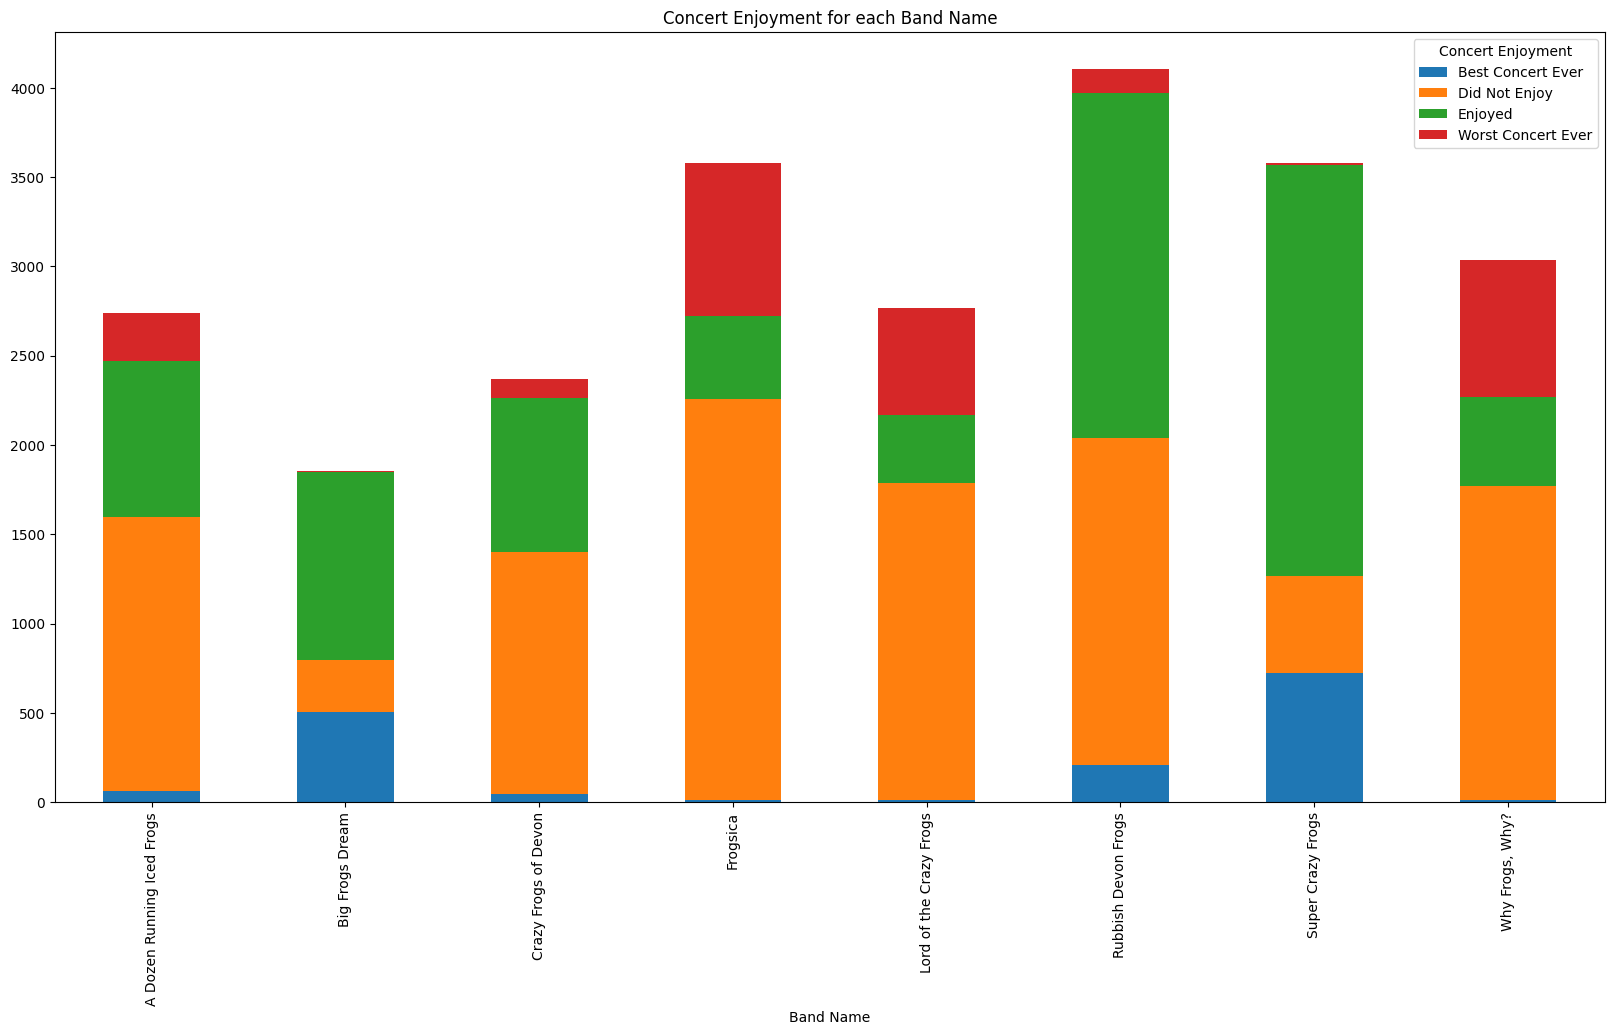 Concert Enjoyment for each Band Name
Concert Enjoyment
Best Concert Ever
Did Not Enjoy
Enjoyed
Worst Concert Ever
4000
3500
3000
2500
2000
1500
1000
500
0
A Dozen Running Iced Frogs
Big Frogs Dream
Crazy Frogs of Devon
Frogsica
Lord of the Crazy Frogs
Rubbish Devon Frogs
Super Crazy Frogs
Why Frogs, Why?
Band Name